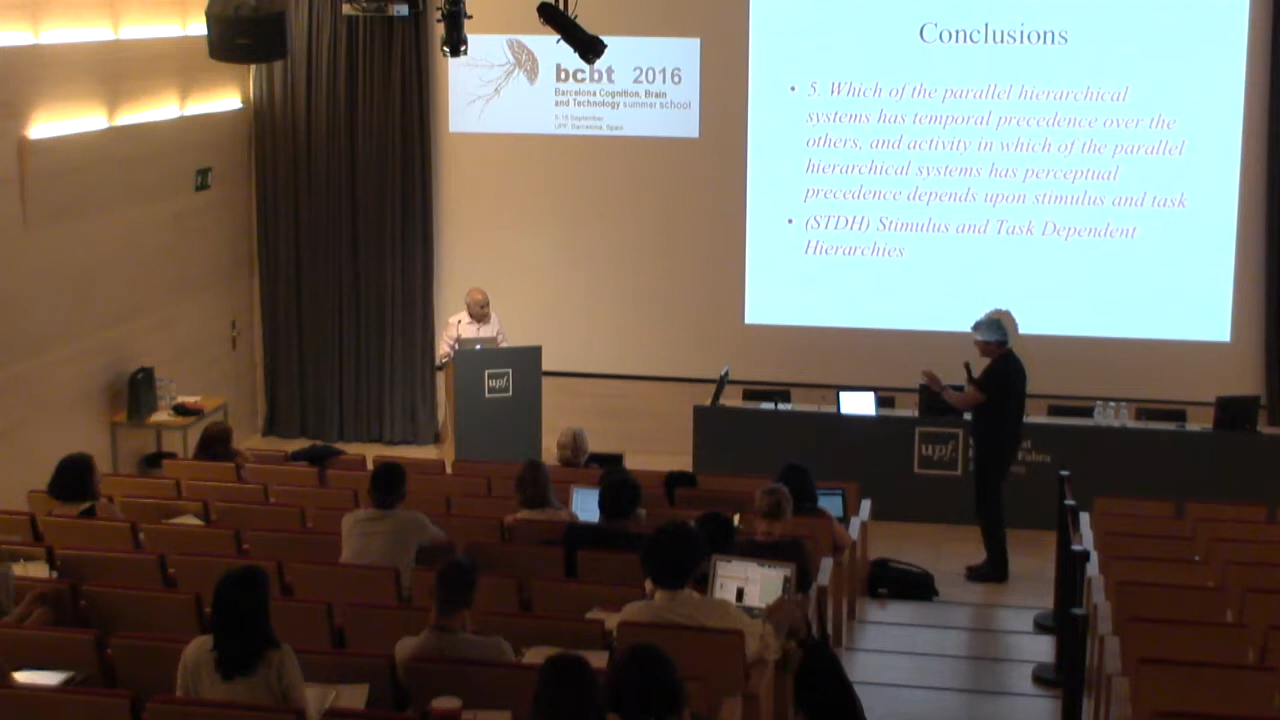 Conclusions
• 5. Which of the parallel hierarchical
systems has temporal precedence over the
others, and activity in which of the parallel
hierarchical systems has perceptual
precedence depends upon stimulus and task
• (STDH) Stimulus and Task Dependent
Hierarchies
bcbt 2016
Barcelona Cognition, Brain
and Technology summer school
UPF, Barcelona, Spain
upf.
upf.
Fabra